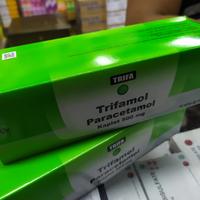 TRIFA
Trifamol
Paracetamol
Kaplet 500 mg
TRIFA
Trifamol
Paracetamol